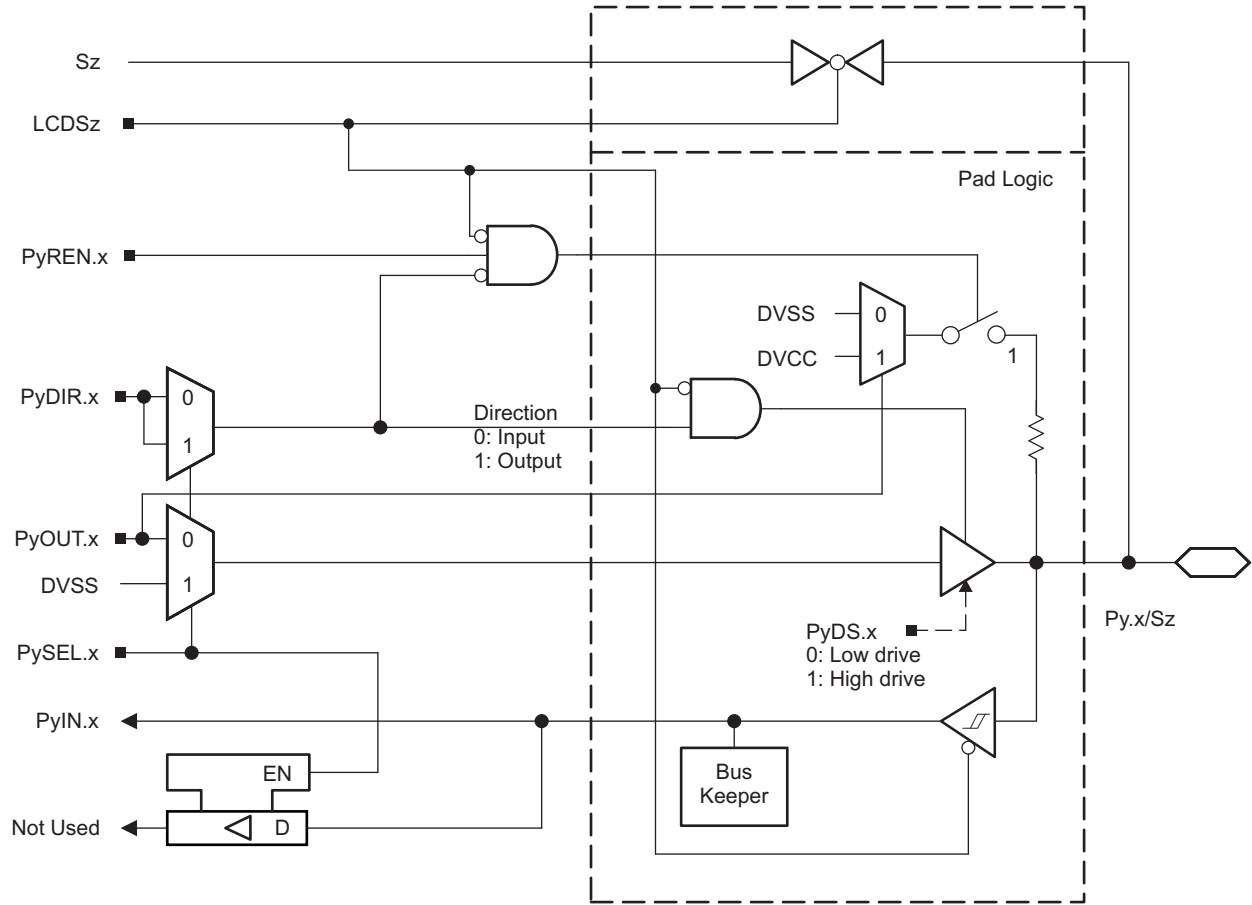 Sz
LCDSz
Pad Logic
PyREN.x
DVSS
0
DVCC
1
1
PyDIR.x
0
1
Direction
0: Input
1: Output
PyOUT.x
0
DVSS
1
PyDS.x
0: Low drive
1: High drive
Py.x/Sz
PySEL.x
PyIN.x
EN
Bus
Keeper
Not Used
D